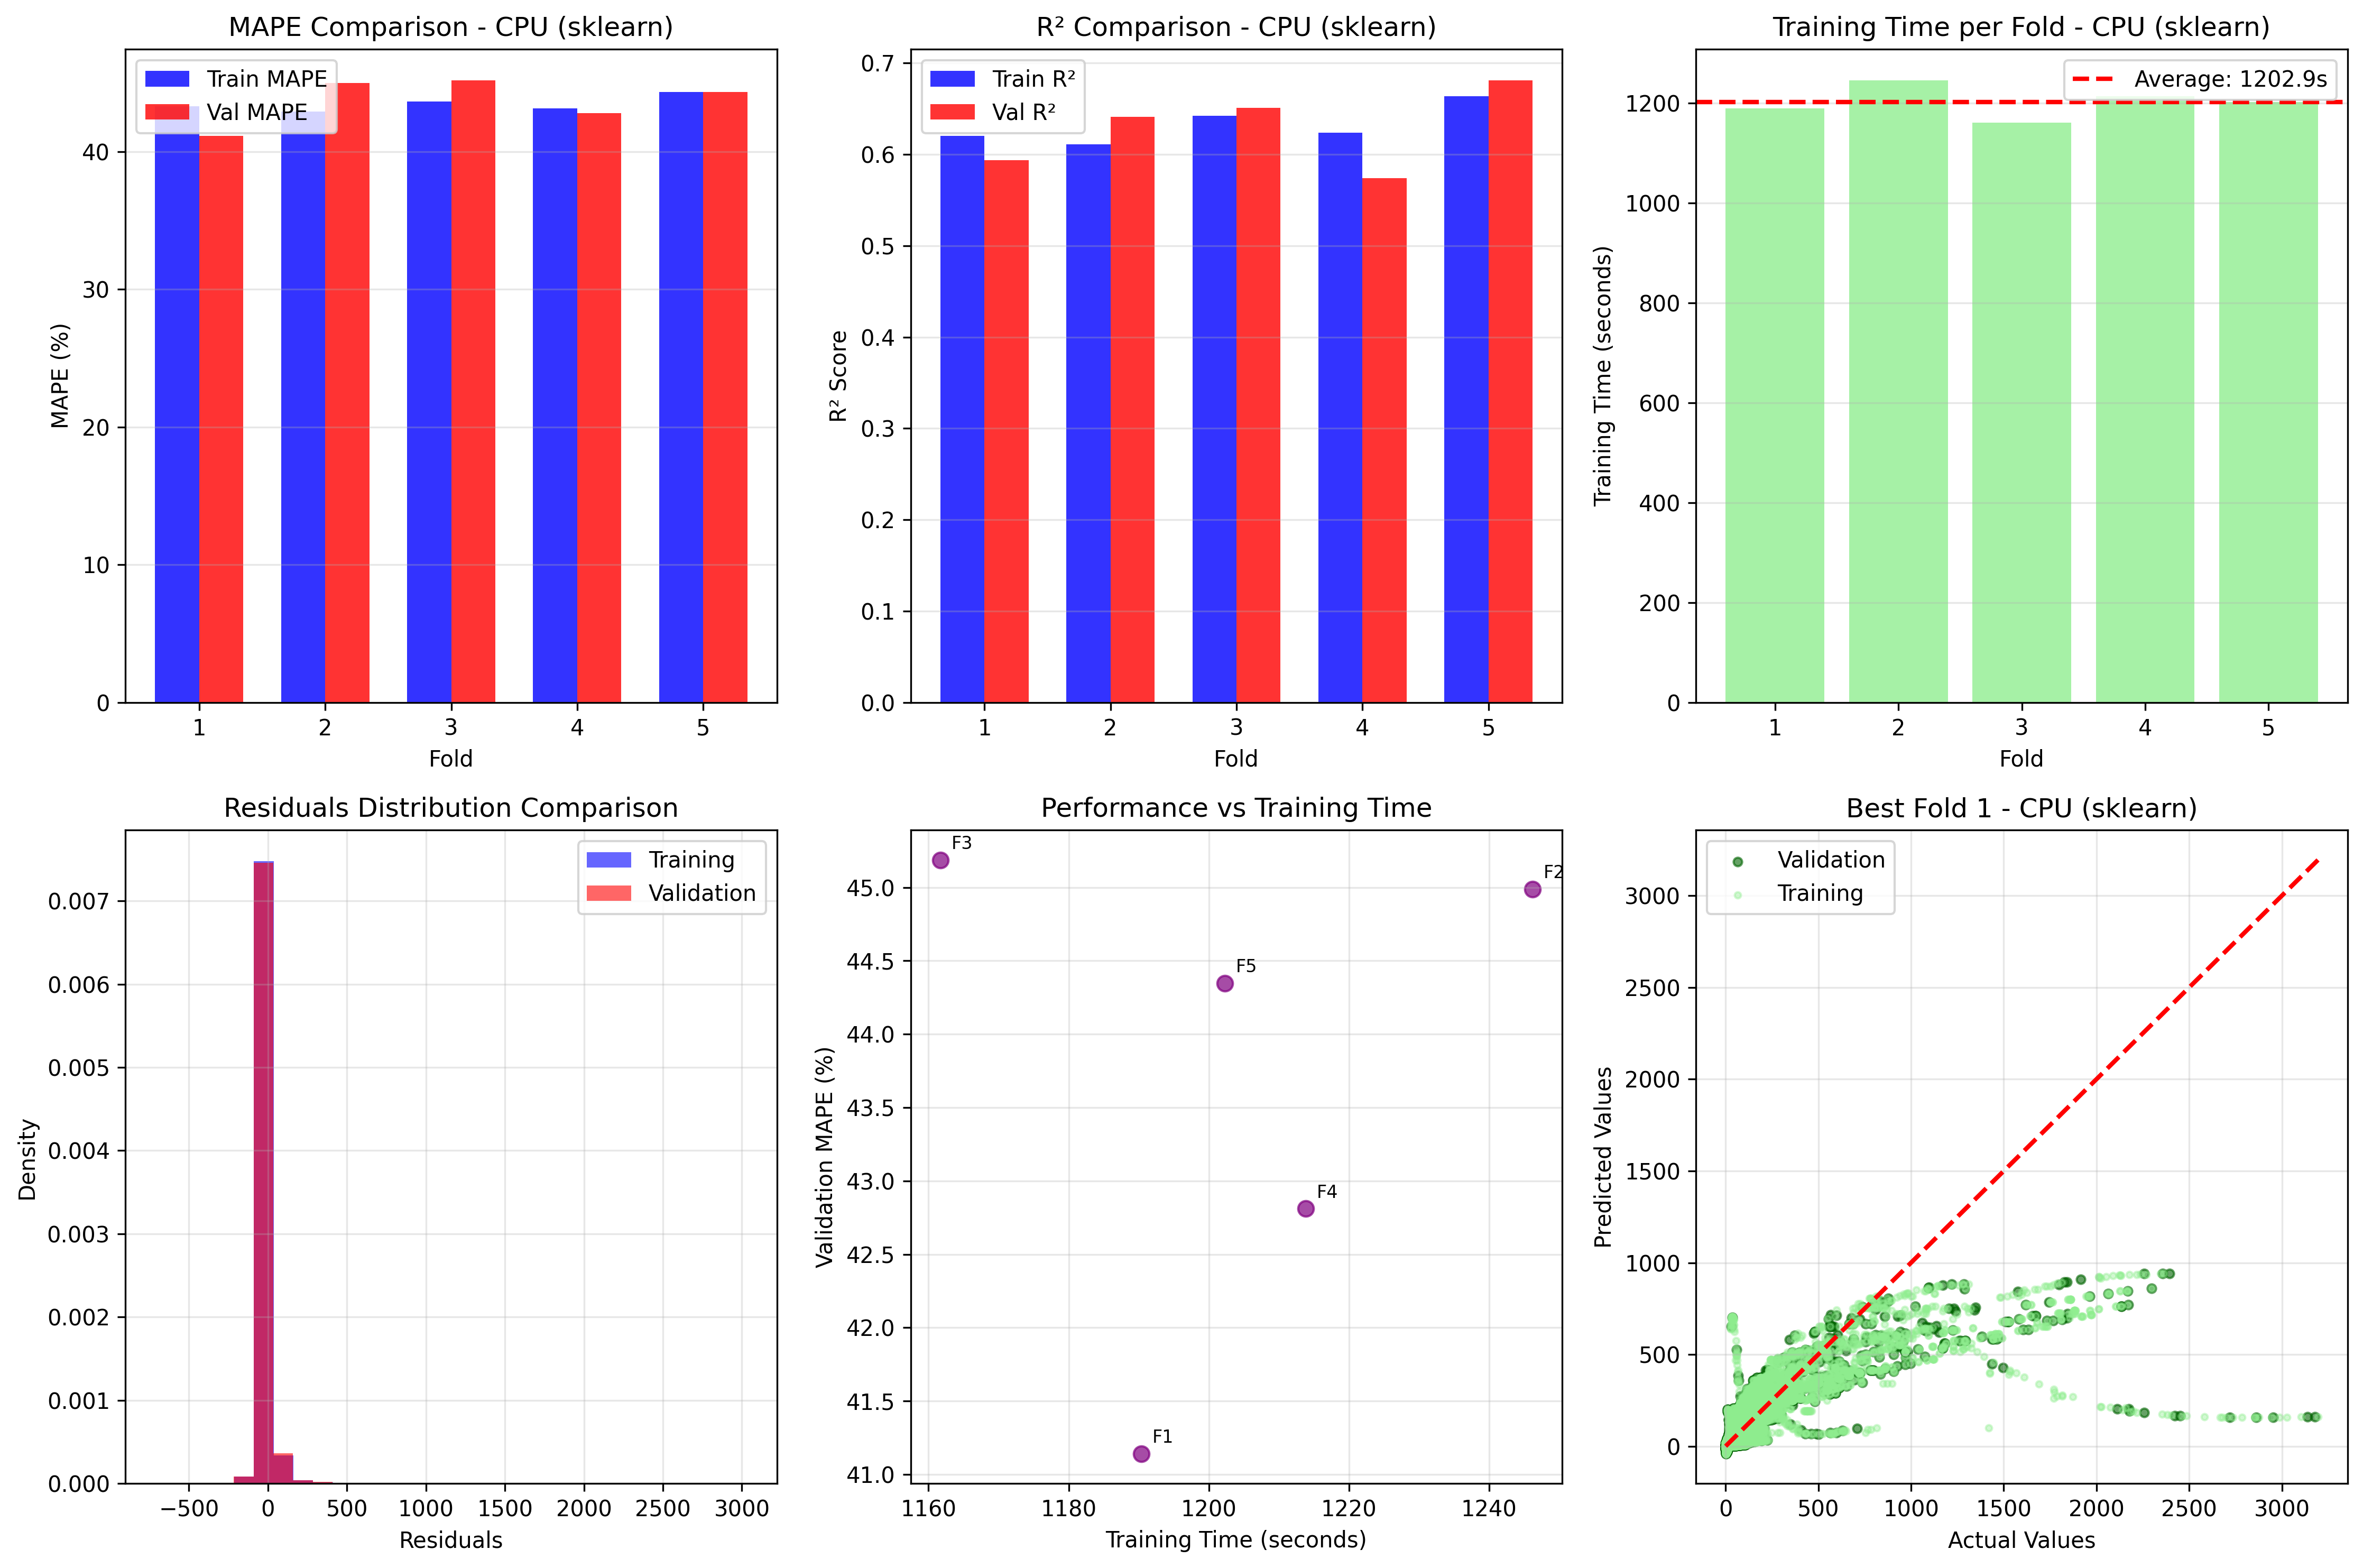 MAPE Comparison - CPU (sklearn)
Train MAPE
Val MAPE
MAPE (%)
40
30
20
10
0
1 2 3 4 5
Fold
R² Comparison - CPU (sklearn)
Train R²
Val R²
R² Score
0.7
0.6
0.5
0.4
0.3
0.2
0.1
0.0
1 2 3 4 5
Fold
Training Time per Fold - CPU (sklearn)
Average: 1202.9s
Training Time (seconds)
1200
1000
800
600
400
200
0
1 2 3 4 5
Fold
Residuals Distribution Comparison
Training
Validation
Density
0.007
0.006
0.005
0.004
0.003
0.002
0.001
0.000
−500 0 500 1000 1500 2000 2500 3000
Residuals
Performance vs Training Time
F3
F2
F5
F4
F1
Validation MAPE (%)
45.0
44.5
44.0
43.5
43.0
42.5
42.0
41.5
41.0
1160 1180 1200 1220 1240
Training Time (seconds)
Best Fold 1 - CPU (sklearn)
Validation
Training
Predicted Values
3000
2500
2000
1500
1000
500
0
0 500 1000 1500 2000 2500 3000
Actual Values